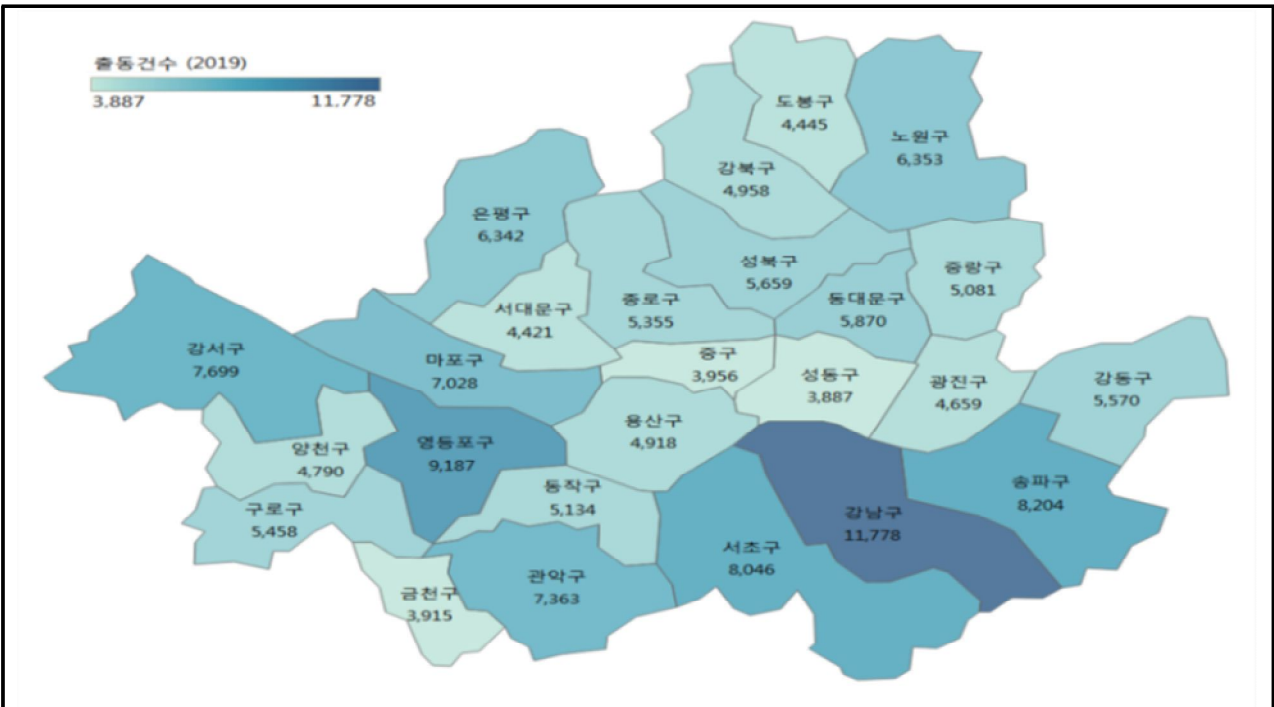 출동건수 (2019)
3,887 11,778
도봉구
4,445
노원구
6,353
강북구
4,958
은평구
6,342
성북구
5,659
중랑구
5,081
서대문구
4,421
종로구
5,355
동대문구
5,870
강서구
7,699
마포구
7,028
중구
3,956
성동구
3,887
광진구
4,659
강동구
5,570
용산구
4,918
양천구
4,790
영등포구
9,187
동작구
5,134
송파구
8,204
구로구
5,458
강남구
11,778
서초구
8,046
관악구
7,363
금천구
3,915